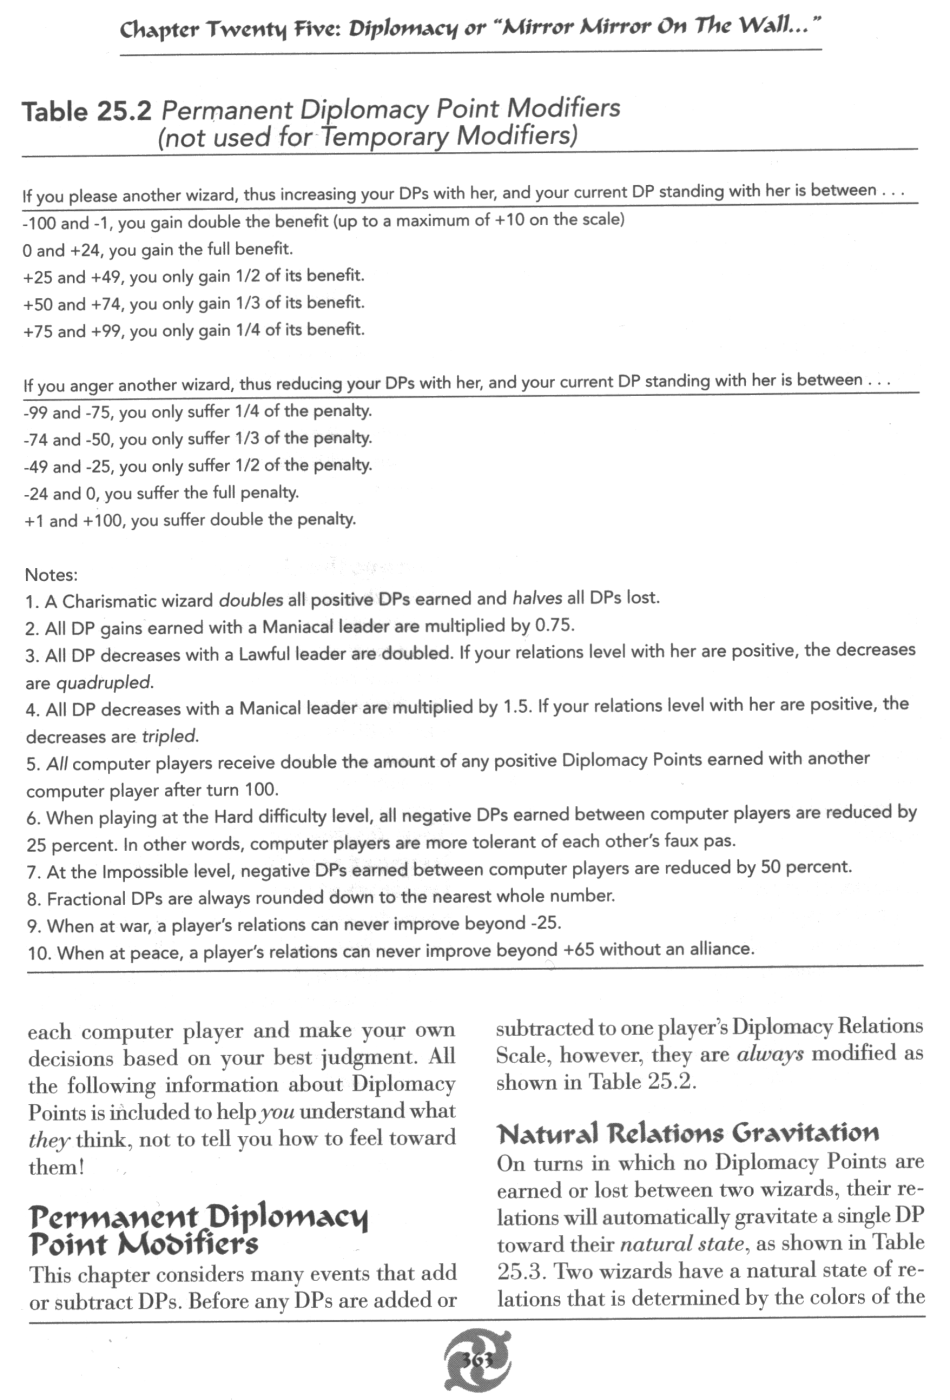 Chapter Twenty Five: Diplomacy or “Mirror Mirror On The Wall...”
Table 25.2 Permanent Diplomacy Point Modifiers
(not used for Temporary Modifiers)
If you please another wizard, thus increasing your DPs with her, and your current DP standing with her is between . . .
-100 and -1, you gain double the benefit (up to a maximum of +10 on the scale)
0 and +24, you gain the full benefit.
+25 and +49, you only gain 1/2 of its benefit.
+50 and +74, you only gain 1/3 of its benefit.
+75 and +99, you only gain 1/4 of its benefit.
If you anger another wizard, thus reducing your DPs with her, and your current DP standing with her is between . . .
-99 and -75, you only suffer 1/4 of the penalty.
-74 and -50, you only suffer 1/3 of the penalty.
-49 and -25, you only suffer 1/2 of the penalty.
-24 and 0, you suffer the full penalty.
+1 and +100, you suffer double the penalty.
Notes:
1. A Charismatic wizard doubles all positive DPs earned and halves all DPs lost.
2. All DP gains earned with a Maniacal leader are multiplied by 0.75.
3. All DP decreases with a Lawful leader are doubled. If your relations level with her are positive, the decreases
are quadrupled.
4. All DP decreases with a Manical leader are multiplied by 1.5. If your relations level with her are positive, the
decreases are tripled.
5. All computer players receive double the amount of any positive Diplomacy Points earned with another
computer player after turn 100.
6. When playing at the Hard difficulty level, all negative DPs earned between computer players are reduced by
25 percent. In other words, computer players are more tolerant of each other’s faux pas.
7. At the Impossible level, negative DPs earned between computer players are reduced by 50 percent.
8. Fractional DPs are always rounded down to the nearest whole number.
9. When at war, a player’s relations can never improve beyond -25.
10. When at peace, a player’s relations can never improve beyond +65 without an alliance.
each computer player and make your own
decisions based on your best judgment. All
the following information about Diplomacy
Points is included to help you understand what
they think, not to tell you how to feel toward
them!
Permanent Diplomacy
Point Modifiers
This chapter considers many events that add
or subtract DPs. Before any DPs are added or
subtracted to one player’s Diplomacy Relations
Scale, however, they are always modified as
shown in Table 25.2.
Natural Relations Gravitation
On turns in which no Diplomacy Points are
earned or lost between two wizards, their re-
lations will automatically gravitate a single DP
toward their natural state, as shown in Table
25.3. Two wizards have a natural state of re-
lations that is determined by the colors of the
363